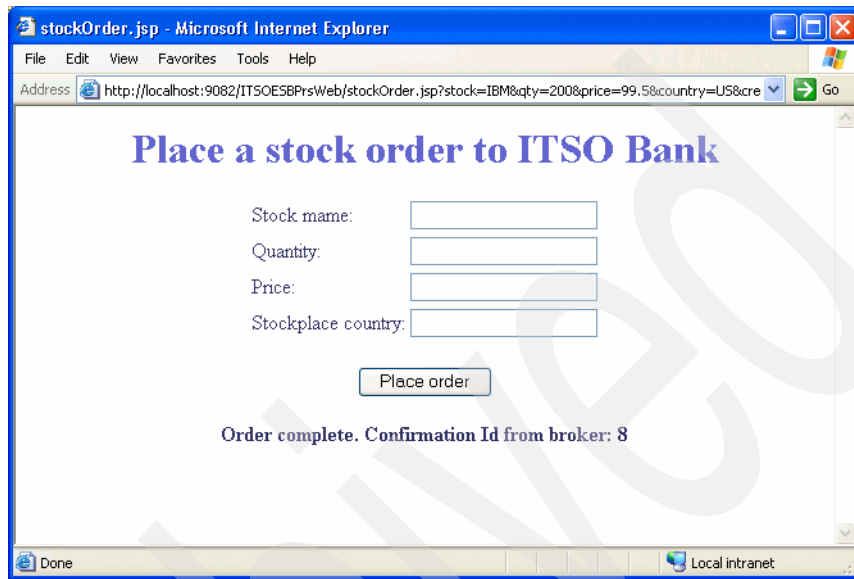 stockOrder.jsp - Microsoft Internet Explorer
File Edit View Favorites Tools Help
Address http://localhost:9082/ITSOESBPrsWeb/stockOrder.jsp?stock=IBM&qty=200&price=99.5&country=US&cre Go
Place a stock order to ITSO Bank
Stock mame:
Quantity:
Price:
Stockplace country:
Place order
Order complete. Confirmation Id from broker: 8
Done Local intranet